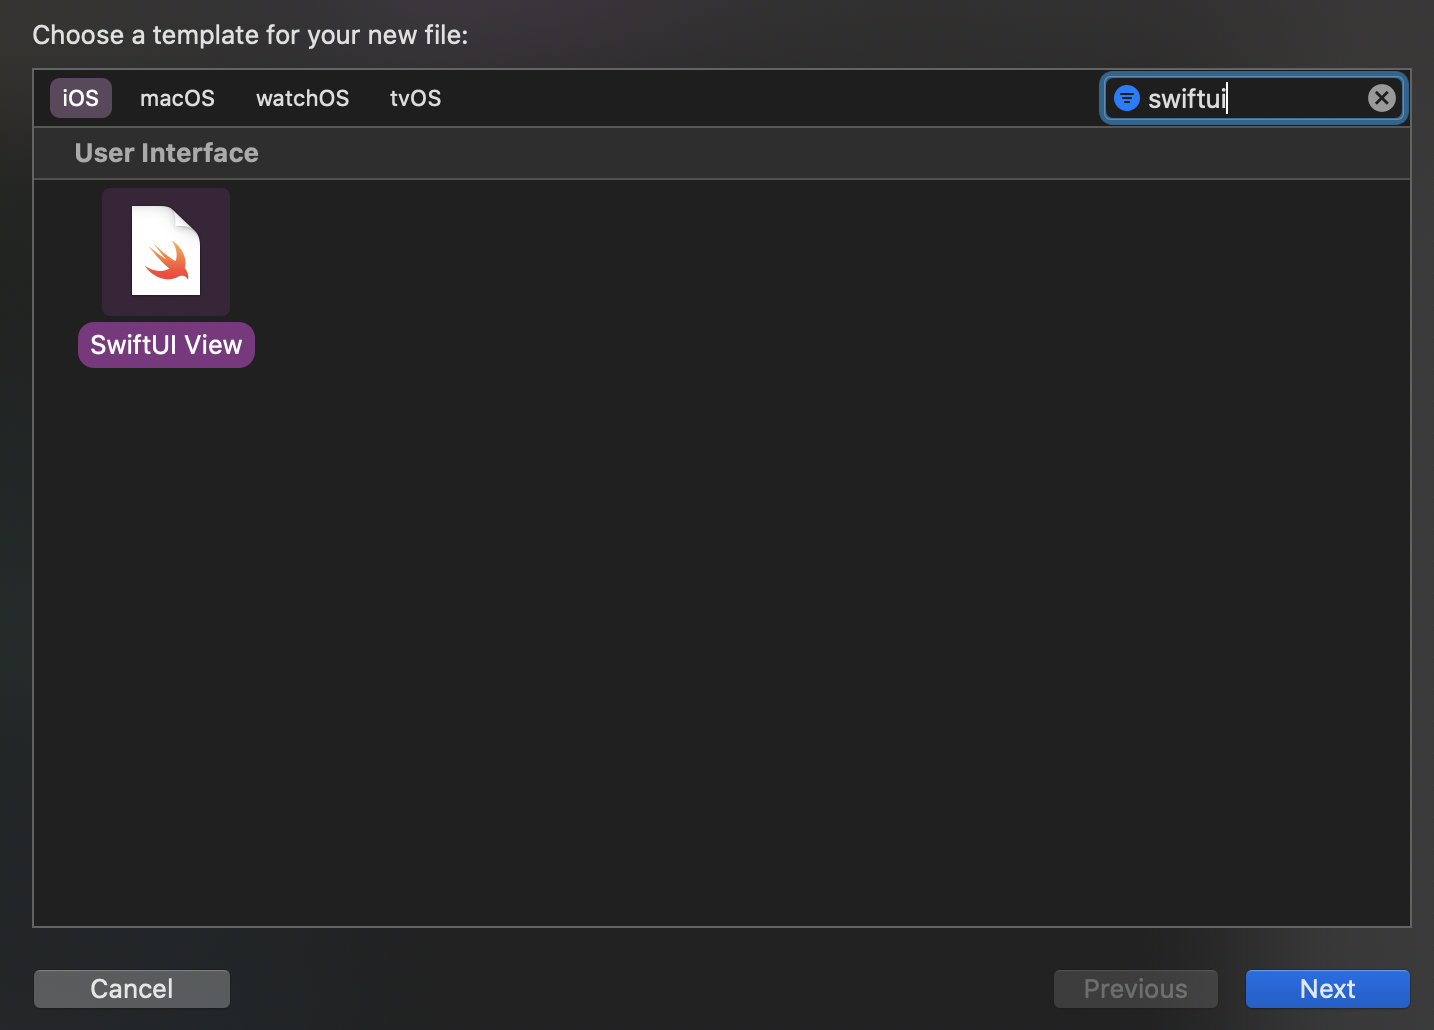 Choose a template for your new file:
iOS macOS watchOS tvOS swiftui
User Interface
SwiftUI View
Cancel Previous Next